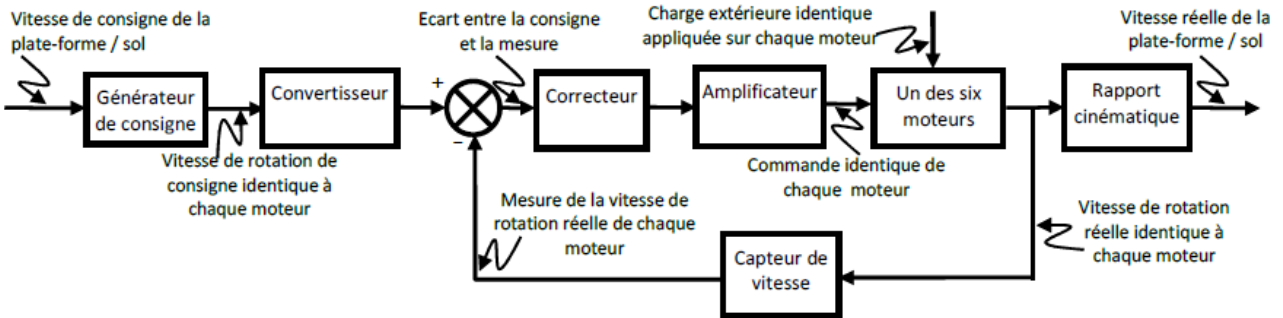 Vitesse de consigne de la
plate-forme / sol
Générateur
de consigne
Vitesse de rotation de
consigne identique à
chaque moteur
Convertisseur
+
−
Ecart entre la consigne
et la mesure
Correcteur
Amplificateur
Charge extérieure identique
appliquée sur chaque moteur
Un des six
moteurs
Commande identique de
chaque moteur
Rapport
cinématique
Vitesse réelle de la
plate-forme / sol
Mesure de la vitesse de
rotation réelle de chaque
moteur
Capteur de
vitesse
Vitesse de rotation
réelle identique à
chaque moteur